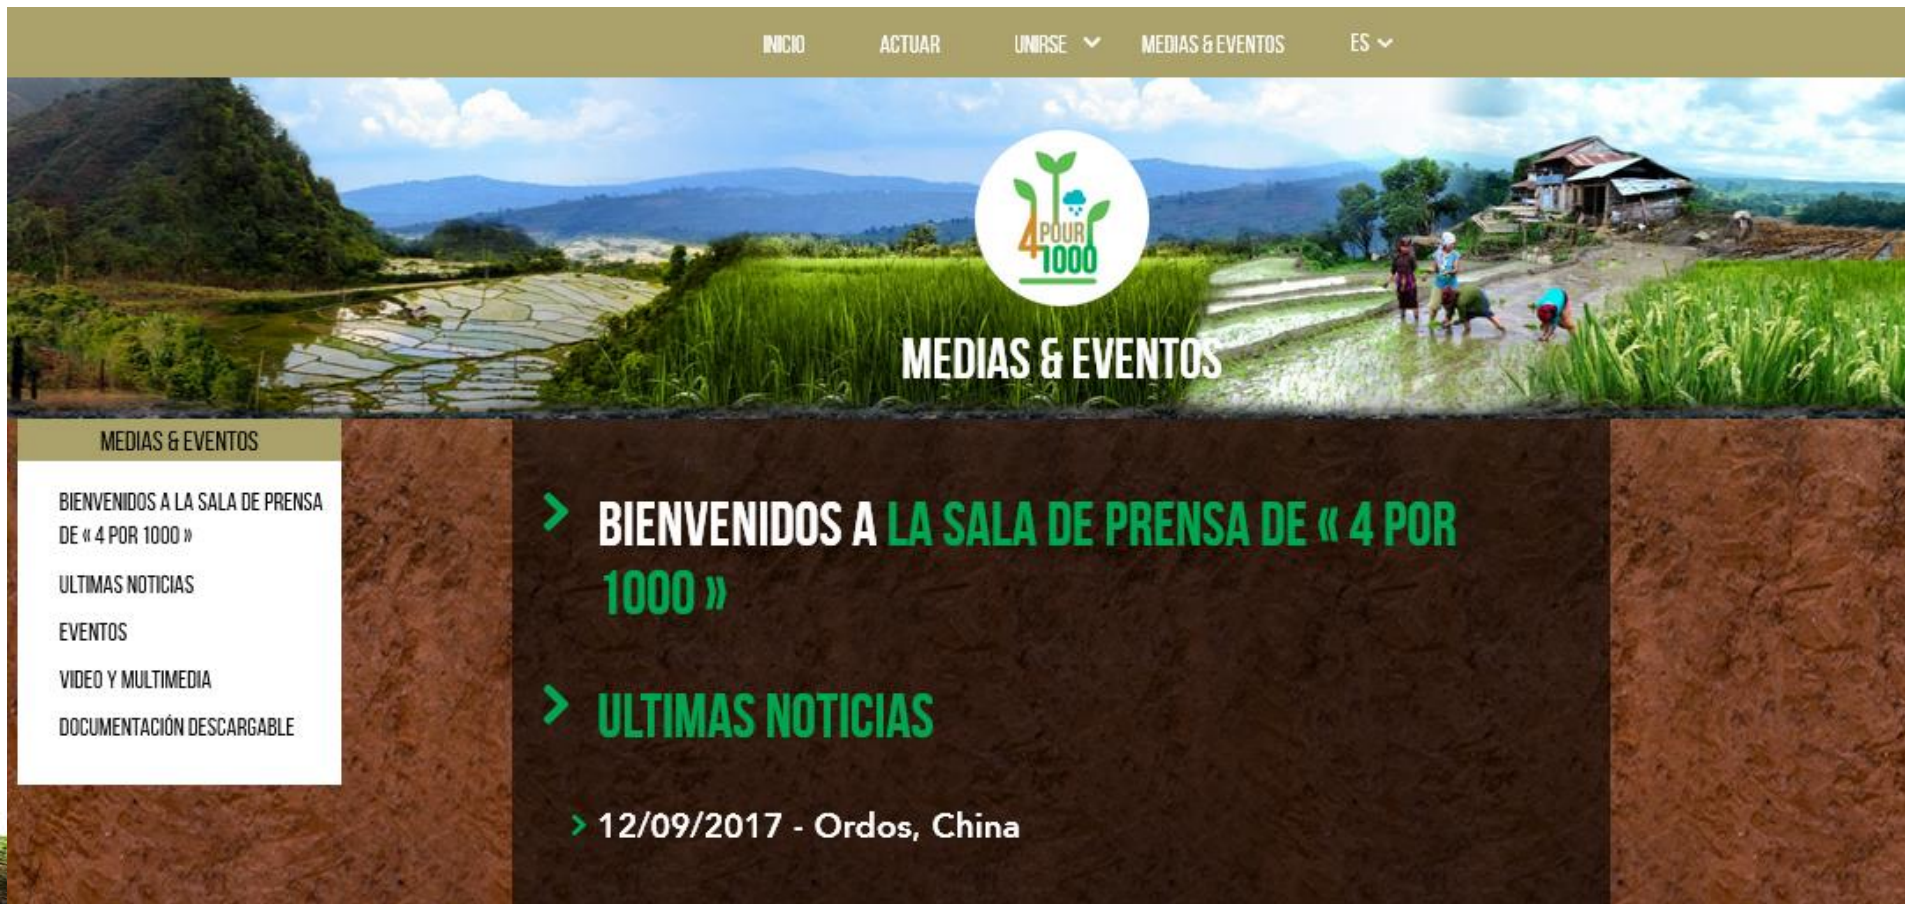 INICIO
ACTUAR
UNIRSE
MEDIAS & EVENTOS
ES
4 POUR
1000
MEDIAS & EVENTOS
MEDIAS & EVENTOS
BIENVENIDOS A LA SALA DE PRENSA
DE « 4 POR 1000 »
ULTIMAS NOTICIAS
EVENTOS
VIDEO Y MULTIMEDIA
DOCUMENTACIÓN DESCARGABLE
BIENVENIDOS A LA SALA DE PRENSA DE « 4 POR
1000 »
ULTIMAS NOTICIAS
12/09/2017 - Ordos, China